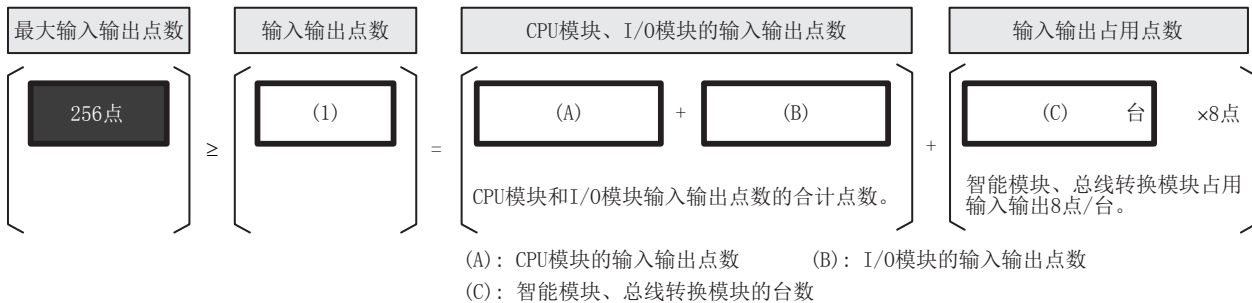 最大输入输出点数 输入输出点数 CPU模块、I/O模块的输入输出点数 输入输出占用点数
256点 ≥ (1) = (A) + (B) + (C) 台 ×8点
CPU模块和I/O模块输入输出点数的合计点数。
智能模块、总线转换模块占用
输入输出8点/台。
(A): CPU模块的输入输出点数 (B): I/O模块的输入输出点数
(C): 智能模块、总线转换模块的台数